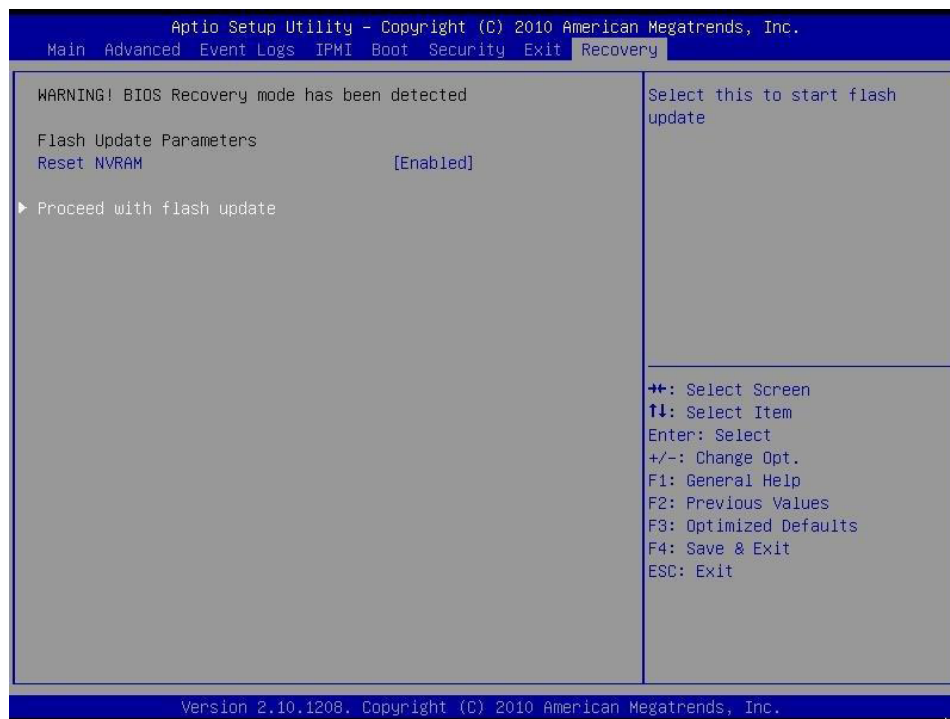 Aptio Setup Utility – Copyright (C) 2010 American Megatrends, Inc.
Main Advanced Event Logs IPMI Boot Security Exit Recovery
WARNING! BIOS Recovery mode has been detected
Flash Update Parameters
Reset NVRAM [Enabled]
▶ Proceed with flash update
Select this to start flash
update
→←: Select Screen
↑↓: Select Item
Enter: Select
+/-: Change Opt.
F1: General Help
F2: Previous Values
F3: Optimized Defaults
F4: Save & Exit
ESC: Exit
Version 2.10.1208. Copyright (C) 2010 American Megatrends, Inc.